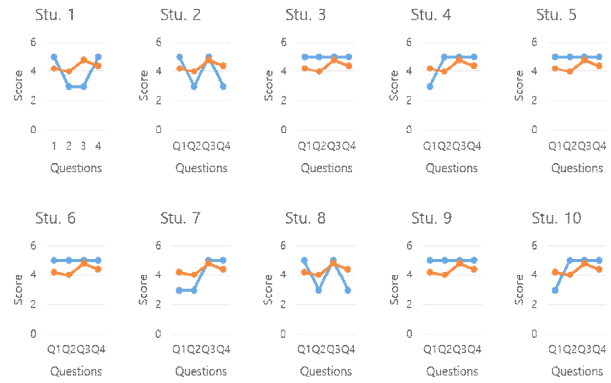 Stu. 1
6
4
2
0
Score
1 2 3 4
Questions
Stu. 2
6
4
2
0
Score
Q1Q2Q3Q4
Questions
Stu. 3
6
4
2
0
Score
Q1Q2Q3Q4
Questions
Stu. 4
6
4
2
0
Score
Q1Q2Q3Q4
Questions
Stu. 5
6
4
2
0
Score
Q1Q2Q3Q4
Questions
Stu. 6
6
4
2
0
Score
Q1Q2Q3Q4
Questions
Stu. 7
6
4
2
0
Score
Q1Q2Q3Q4
Questions
Stu. 8
6
4
2
0
Score
Q1Q2Q3Q4
Questions
Stu. 9
6
4
2
0
Score
Q1Q2Q3Q4
Questions
Stu. 10
6
4
2
0
Score
Q1Q2Q3Q4
Questions